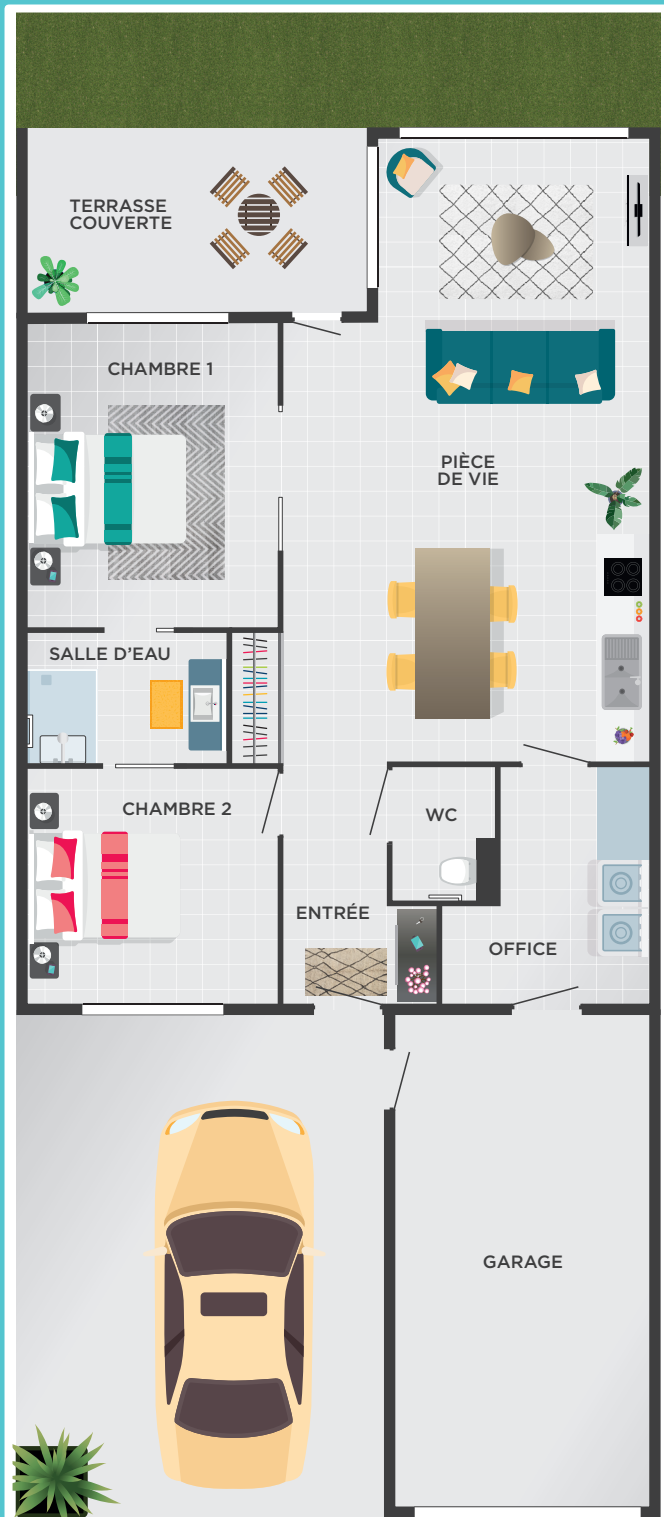 TERRASSE
COUVERTE
CHAMBRE 1
PIÈCE
DE VIE
SALLE D'EAU
CHAMBRE 2
WC
ENTRÉE
OFFICE
GARAGE